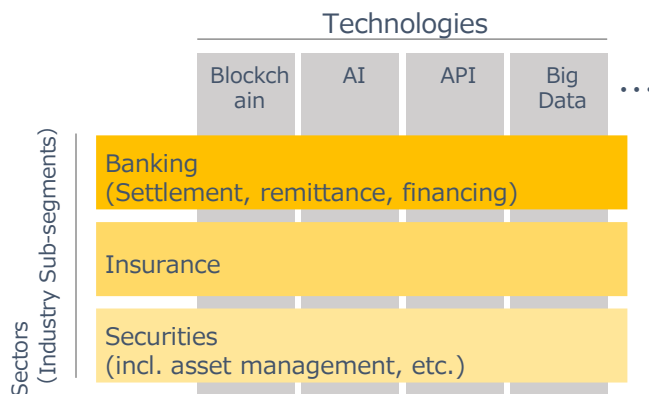 Technologies
Blockch
ain
AI
API
Big
Data
...
Sectors
(Industry Sub-segments)
Banking
(Settlement, remittance, financing)
Insurance
Securities
(incl. asset management, etc.)